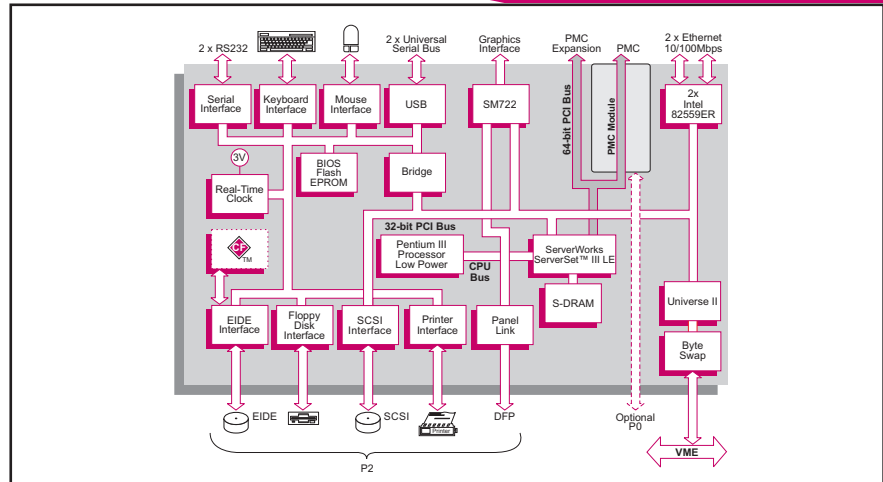 2 x RS232
2 x Universal
Serial Bus
Graphics
Interface
PMC
Expansion
PMC
2 x Ethernet
10/100Mbps
Serial
Interface
Keyboard
Interface
Mouse
Interface
USB
SM722
64-bit PCI Bus
PMC Module
2x
Intel
82559ER
3V
BIOS
Flash
EPROM
Bridge
Real-Time
Clock
32-bit PCI Bus
CF
TM
Pentium III
Processor
Low Power
CPU
Bus
ServerWorks
ServerSet™ III LE
S-DRAM
Universe II
EIDE
Interface
Floppy
Disk
Interface
SCSI
Interface
Printer
Interface
Panel
Link
Byte
Swap
EIDE
SCSI
Printer
DFP
Optional
P0
VME
P2